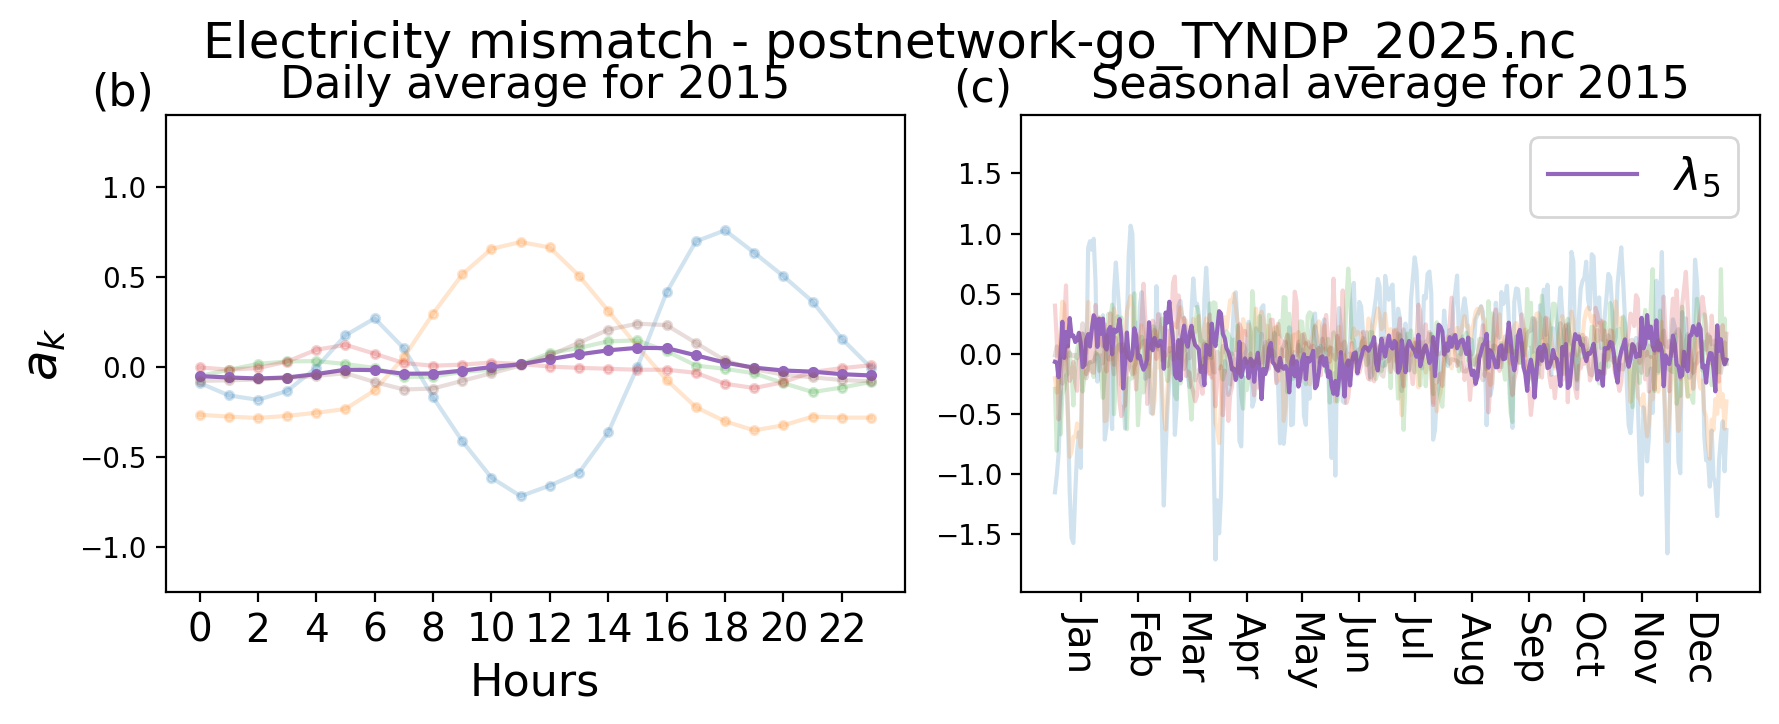 Electricity mismatch - postnetwork-go_TYNDP_2025.nc
(b) Daily average for 2015
1.0
0.5
0.0
−0.5
−1.0
a_k
0 2 4 6 8 10 12 14 16 18 20 22
Hours
(c) Seasonal average for 2015
λ_5
1.5
1.0
0.5
0.0
−0.5
−1.0
−1.5
Jan Feb Mar Apr May Jun Jul Aug Sep Oct Nov Dec